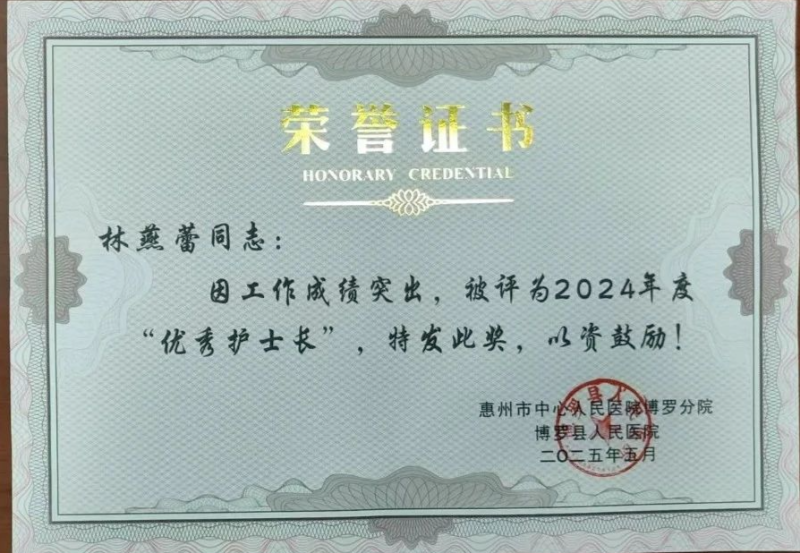 荣誉证书
HONORARY CREDENTIAL
林燕蕾同志：
因工作成绩突出，被评为2024年度
“优秀护士长”，特发此奖，以资鼓励！
惠州市中心人民医院博罗分院
博罗县人民医院
二〇二五年五月